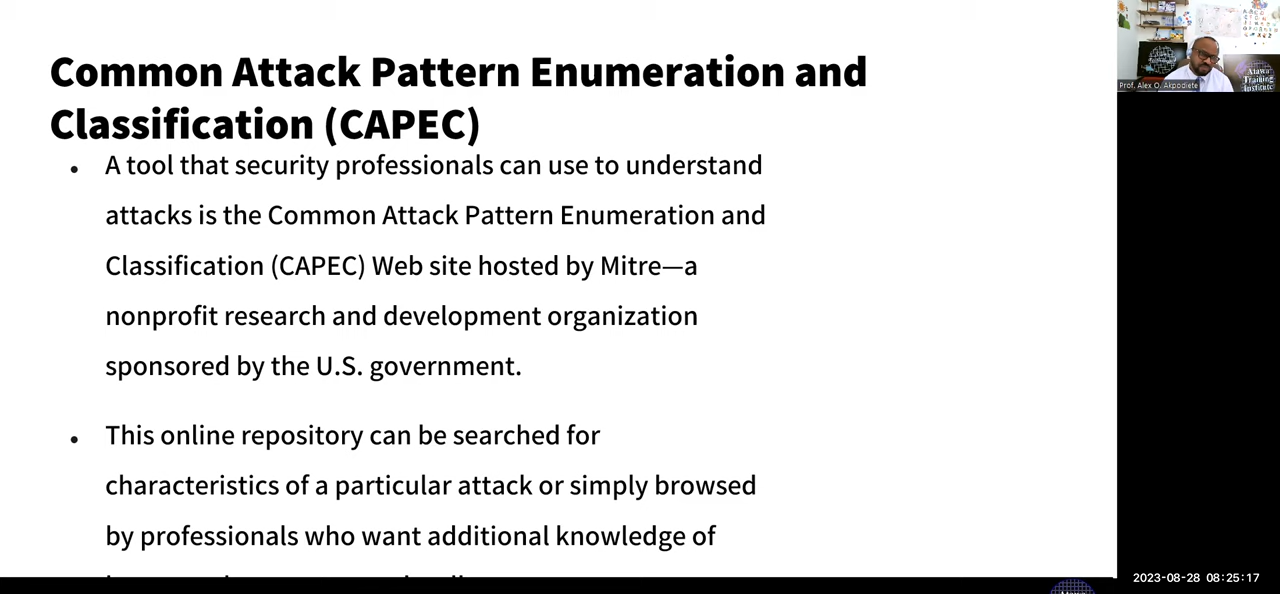 Common Attack Pattern Enumeration and
Classification (CAPEC)
• A tool that security professionals can use to understand
attacks is the Common Attack Pattern Enumeration and
Classification (CAPEC) Web site hosted by Mitre—a
nonprofit research and development organization
sponsored by the U.S. government.
• This online repository can be searched for
characteristics of a particular attack or simply browsed
by professionals who want additional knowledge of
Prof. Alex O. Akpodiete
Atawa
Training
Institute
2023-08-28 08:25:17